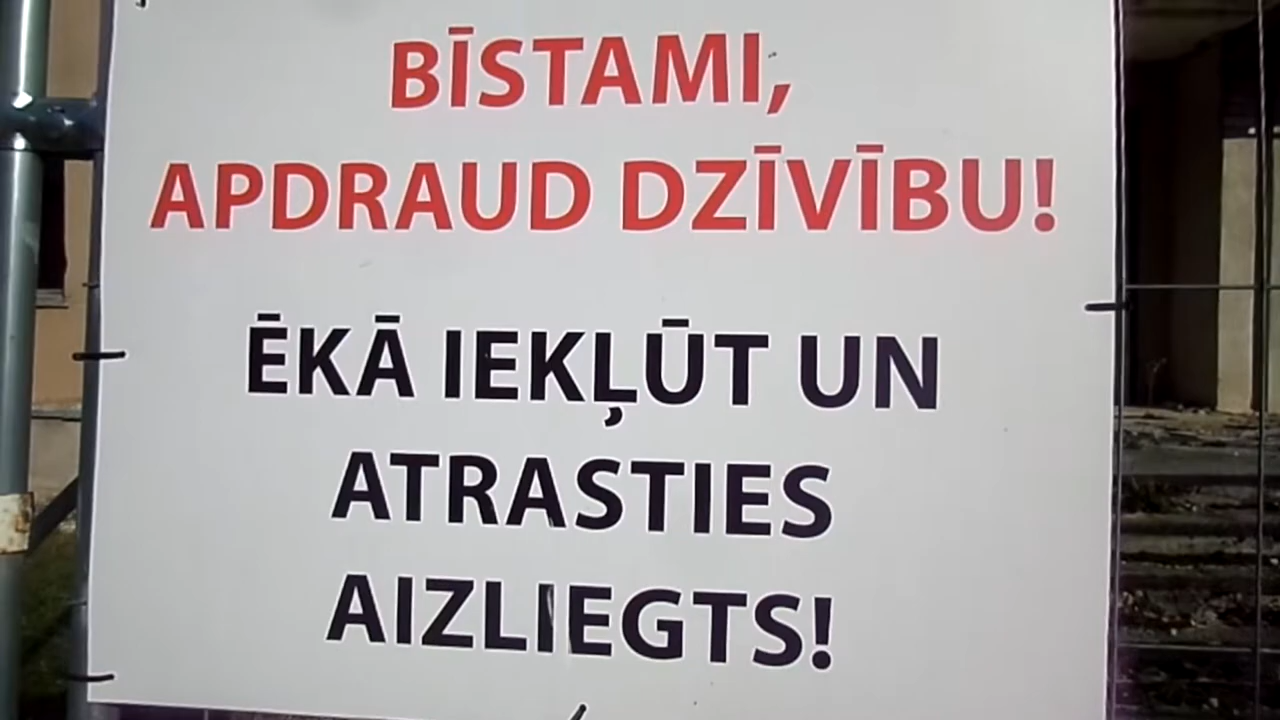 BĪSTAMI,
APDRAUD DZĪVĪBU!
ĒKĀ IEKĻŪT UN
ATRASTIES
AIZLIEGTS!